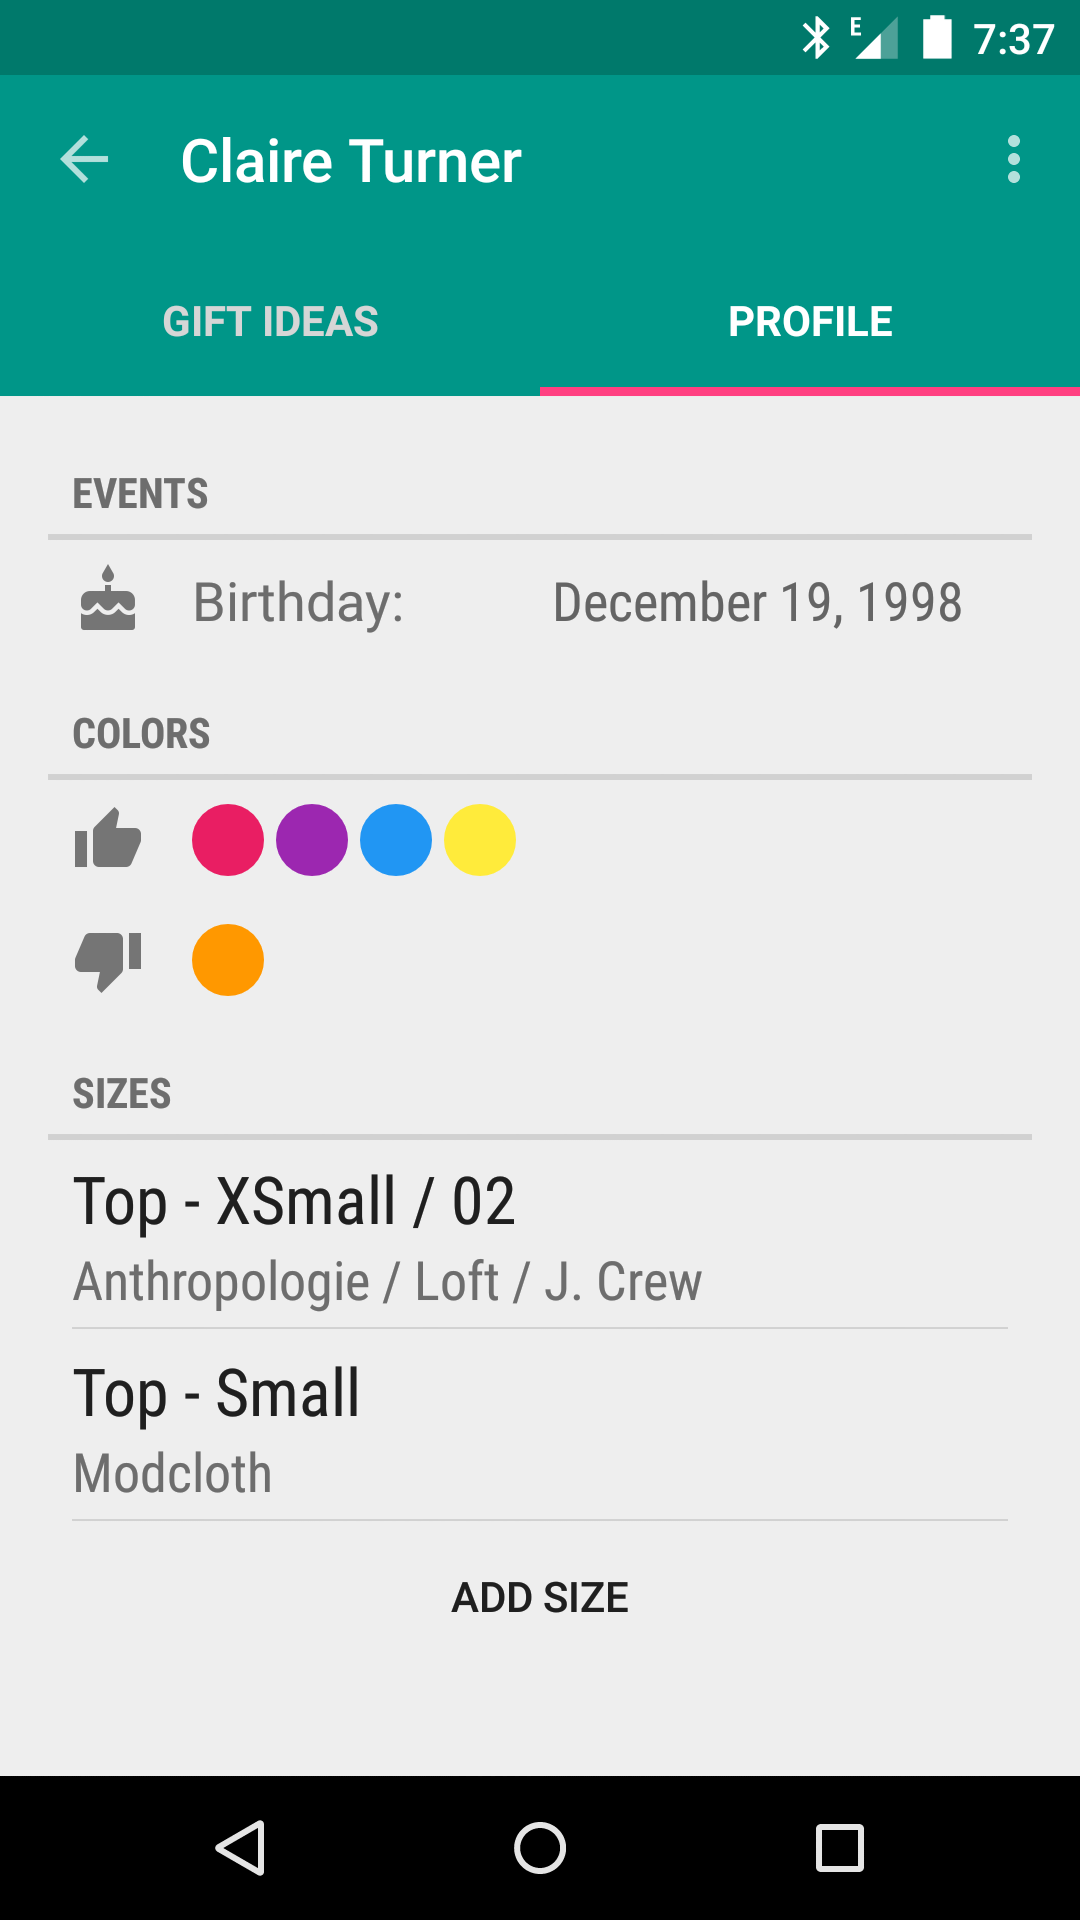 E 7:37
Claire Turner
GIFT IDEAS PROFILE
EVENTS
Birthday: December 19, 1998
COLORS
SIZES
Top - XSmall / 02
Anthropologie / Loft / J. Crew
Top - Small
Modcloth
ADD SIZE